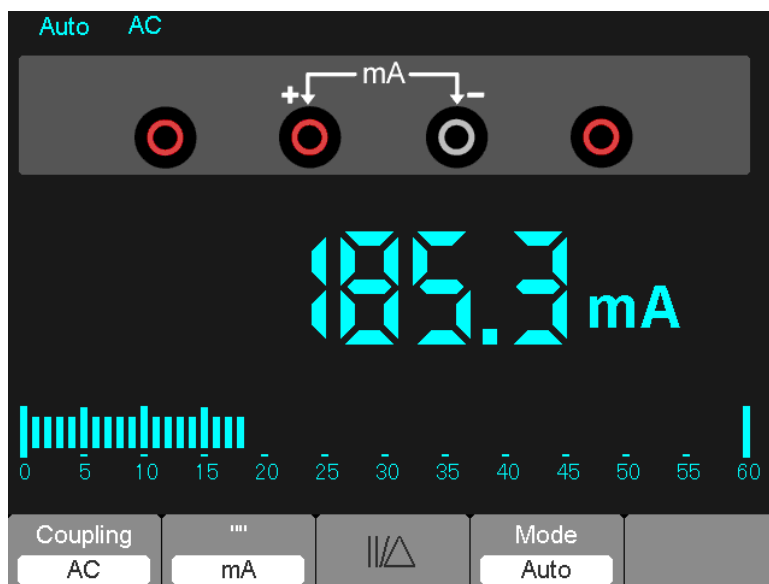 Auto AC
mA
+ -
185.3 mA
0 5 10 15 20 25 30 35 40 45 50 55 60
Coupling "" ||/△ Mode
AC mA Auto